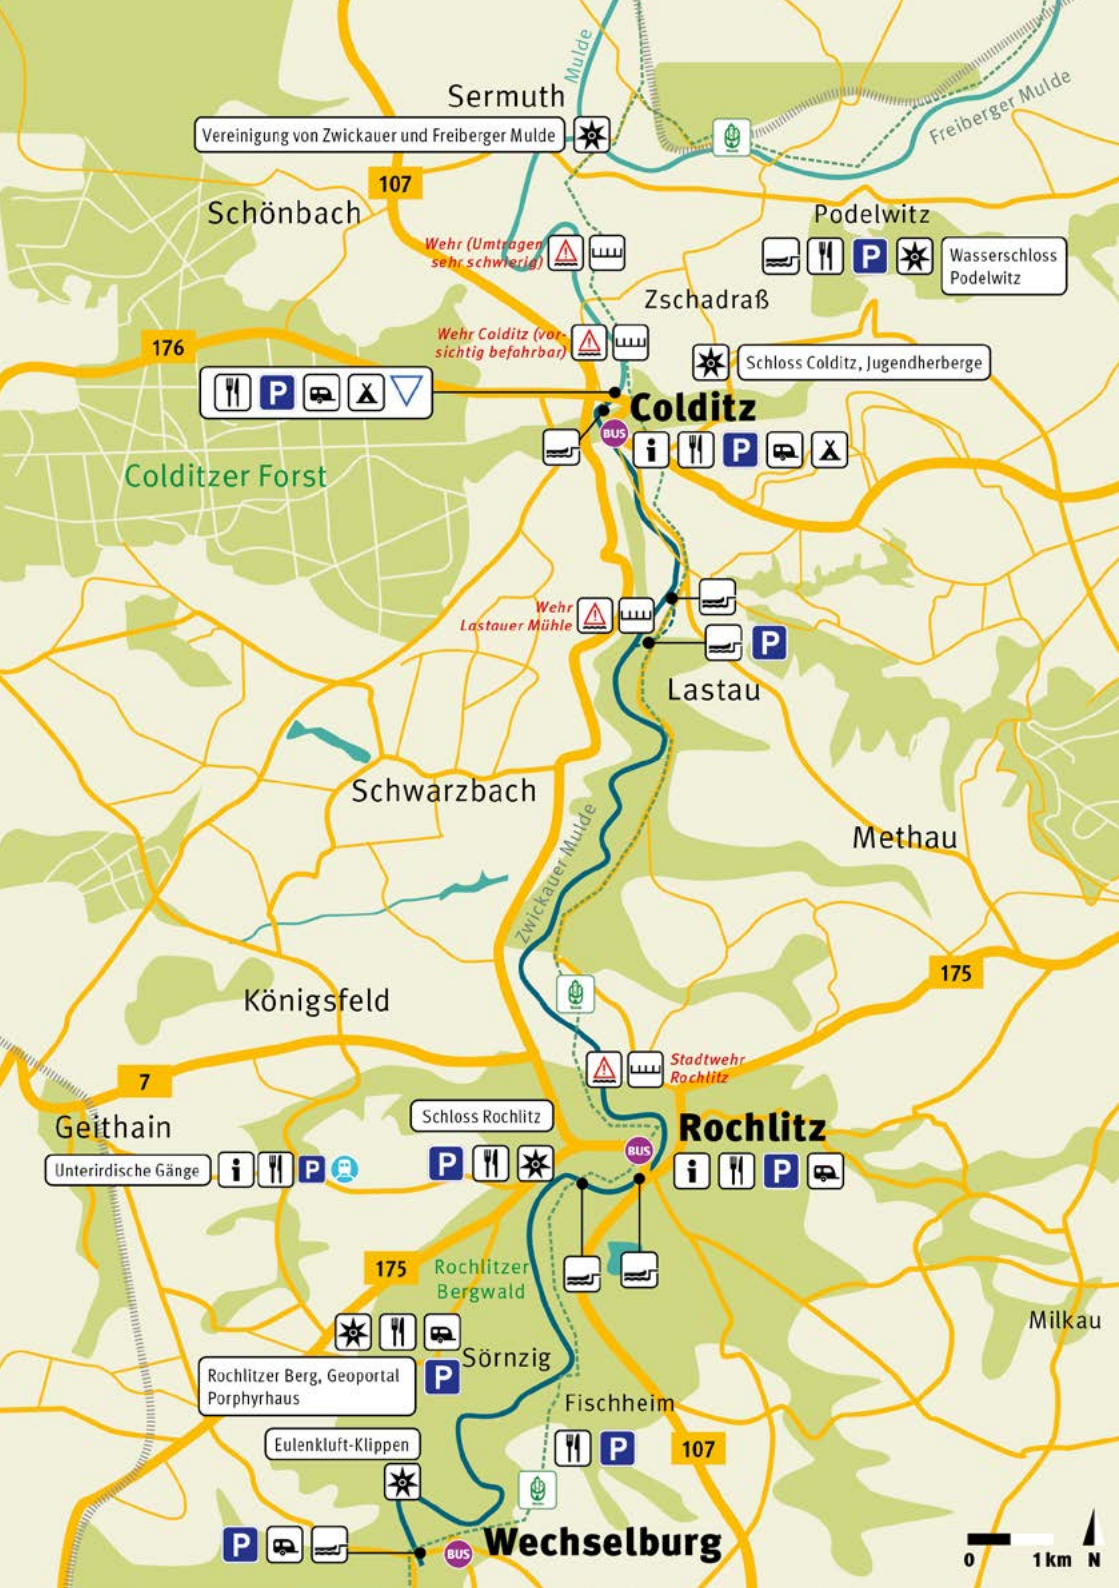 Mulde
Freiberger Mulde
Sermuth
Vereinigung von Zwickauer und Freiberger Mulde
107
Schönbach
Podelwitz
Wehr (Umtragen
sehr schwierig)
P
Wasserschloss
Podelwitz
Zschadraß
Wehr Colditz (vor-
sichtig befahrbar)
176
Schloss Colditz, Jugendherberge
P
Colditz
BUS
i
P
Colditzer Forst
Wehr
Lastauer Mühle
P
Lastau
Schwarzbach
Zwickauer Mulde
Methau
175
Königsfeld
Stadtwehr
Rochlitz
7
Geithain
Schloss Rochlitz
Rochlitz
BUS
Unterirdische Gänge
i
P
P
i
P
175
Rochlitzer
Bergwald
Milkau
Sörnzig
Rochlitzer Berg, Geoportal
Porphyrhaus
P
Fischheim
Eulenkluft-Klippen
P
107
P
BUS
Wechselburg
0
1 km
N